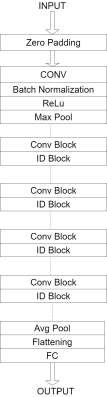 INPUT
Zero Padding
CONV
Batch Normalization
ReLu
Max Pool
Conv Block
ID Block
Conv Block
ID Block
Conv Block
ID Block
Conv Block
ID Block
Avg Pool
Flattening
FC
OUTPUT